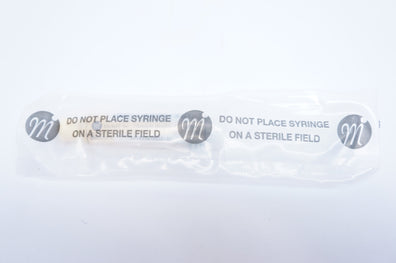 m DO NOT PLACE SYRINGE m DO NOT PLACE SYRINGE m
ON A STERILE FIELD ON A STERILE FIELD